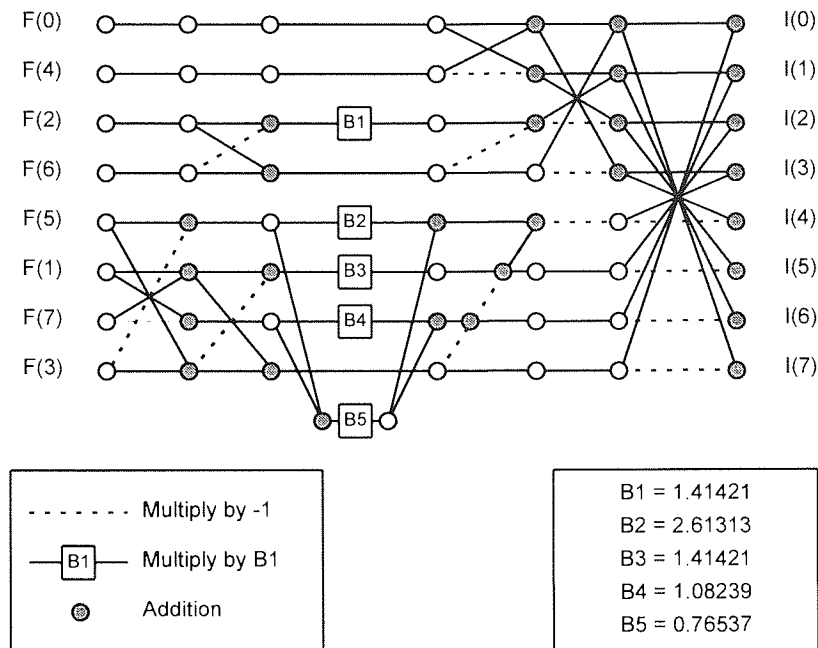 F(0) I(0)
F(4) I(1)
F(2) B1 I(2)
F(6) I(3)
F(5) B2 I(4)
F(1) B3 I(5)
F(7) B4 I(6)
F(3) I(7)
B5
Multiply by -1
B1 Multiply by B1
Addition
B1 = 1.41421
B2 = 2.61313
B3 = 1.41421
B4 = 1.08239
B5 = 0.76537